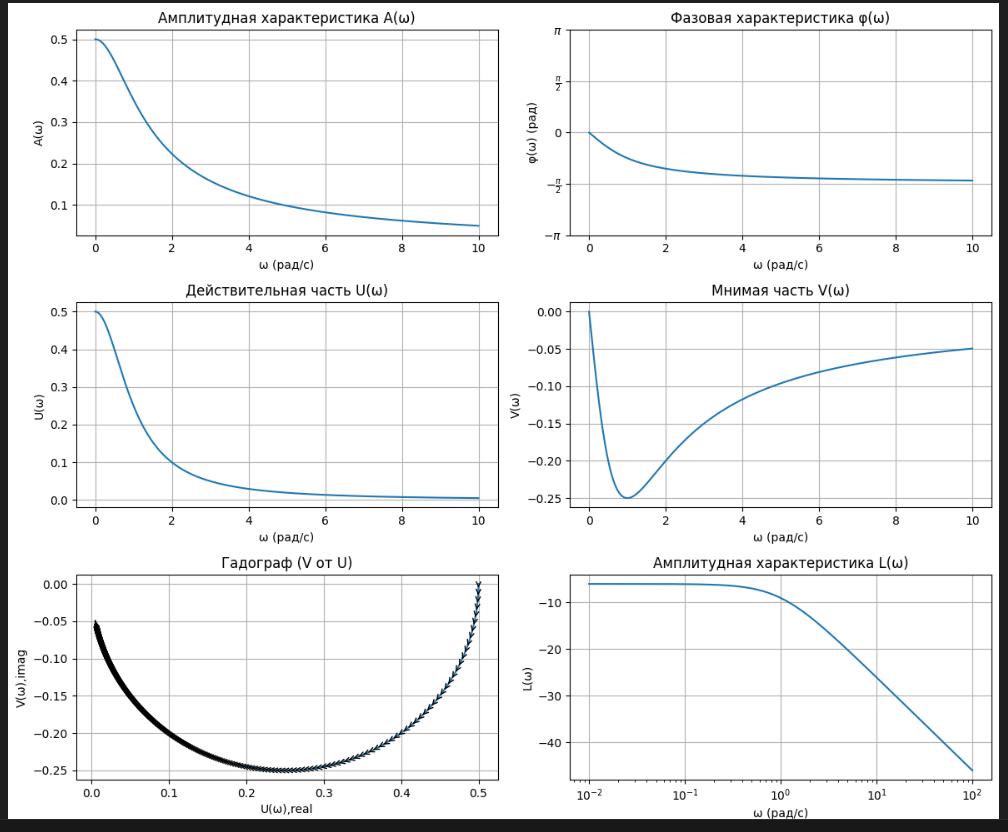 Амплитудная характеристика A(ω)
0.5
0.4
0.3
0.2
0.1
A(ω)
0 2 4 6 8 10
ω (рад/с)
Фазовая характеристика φ(ω)
π
π/2
0
−π/2
−π
φ(ω) (рад)
0 2 4 6 8 10
ω (рад/с)
Действительная часть U(ω)
0.5
0.4
0.3
0.2
0.1
0.0
U(ω)
0 2 4 6 8 10
ω (рад/с)
Мнимая часть V(ω)
0.00
−0.05
−0.10
−0.15
−0.20
−0.25
V(ω)
0 2 4 6 8 10
ω (рад/с)
Гадограф (V от U)
0.00
−0.05
−0.10
−0.15
−0.20
−0.25
V(ω),imag
0.0 0.1 0.2 0.3 0.4 0.5
U(ω),real
Амплитудная характеристика L(ω)
−10
−20
−30
−40
L(ω)
10⁻² 10⁻¹ 10⁰ 10¹ 10²
ω (рад/с)